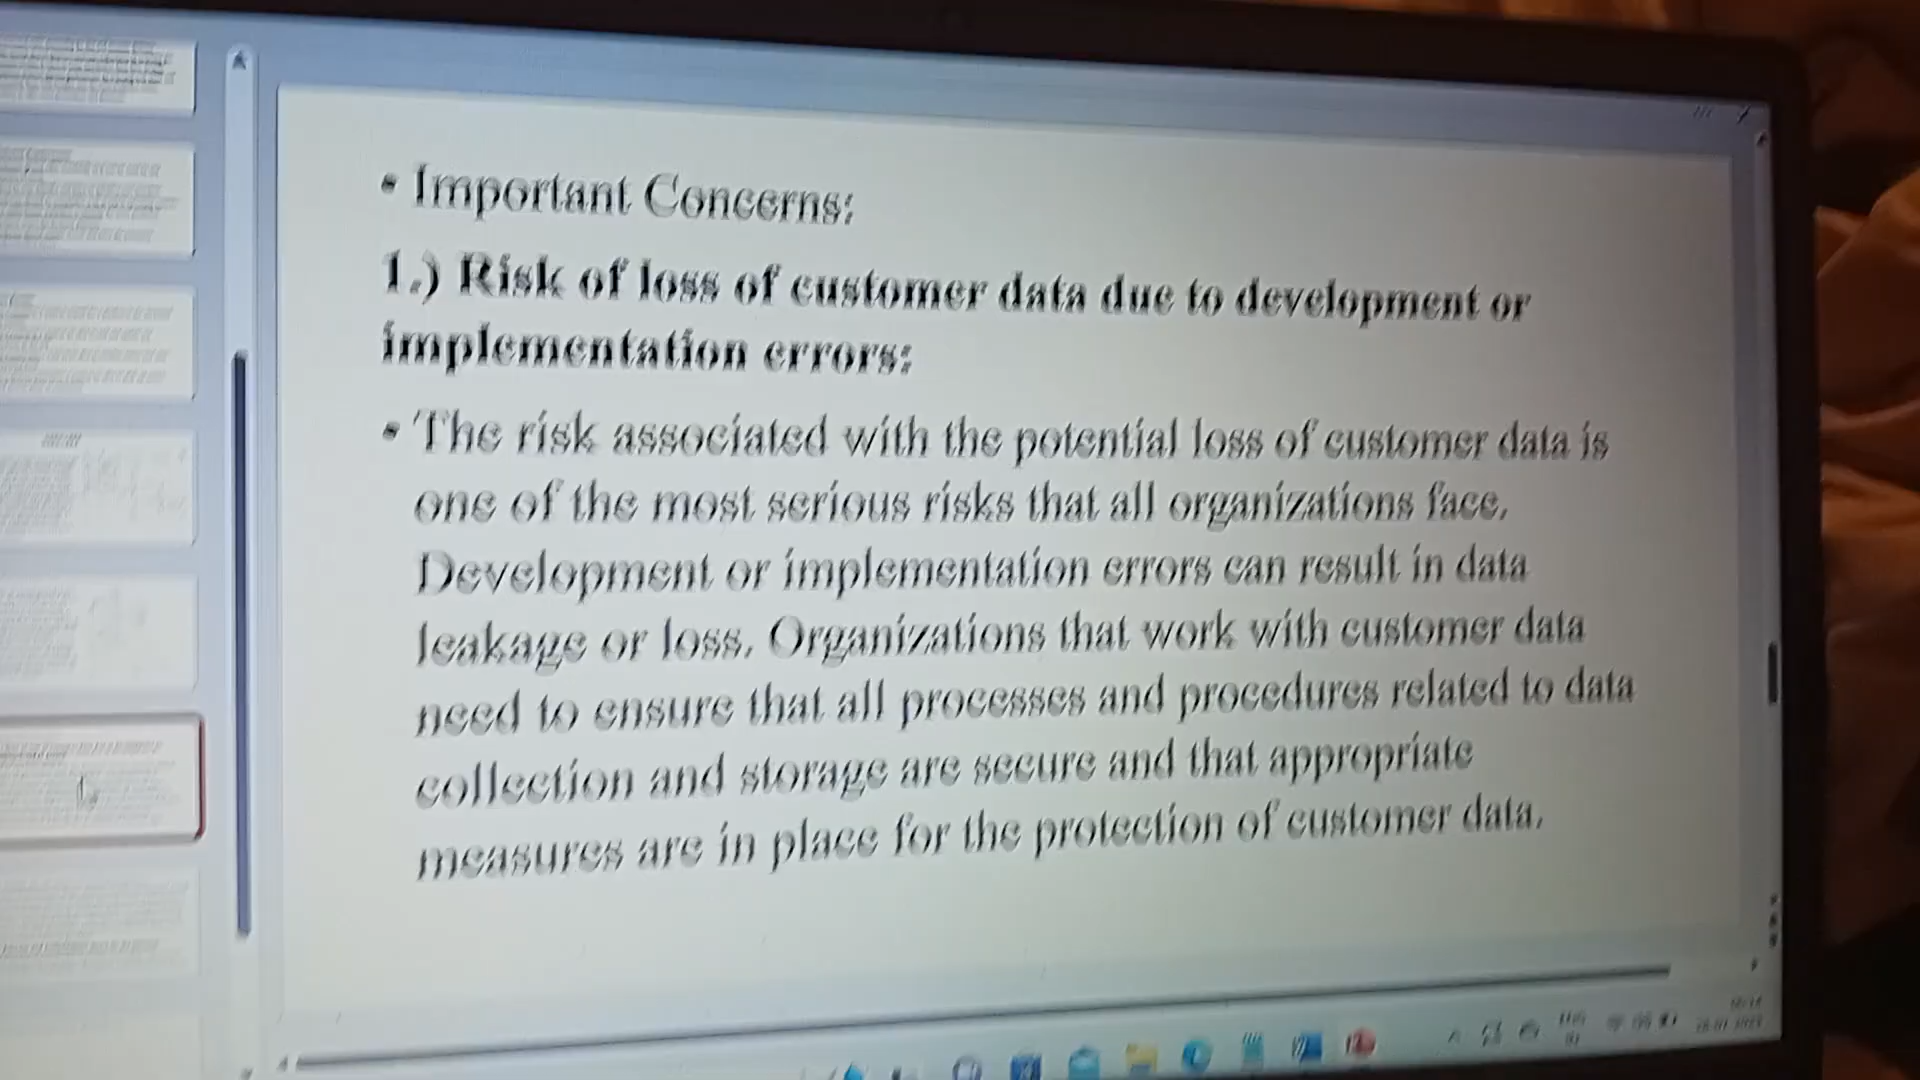 • Important Concerns:
1.) Risk of loss of customer data due to development or
implementation errors:
• The risk associated with the potential loss of customer data is
one of the most serious risks that all organizations face.
Development or implementation errors can result in data
leakage or loss. Organizations that work with customer data
need to ensure that all processes and procedures related to data
collection and storage are secure and that appropriate
measures are in place for the protection of customer data.